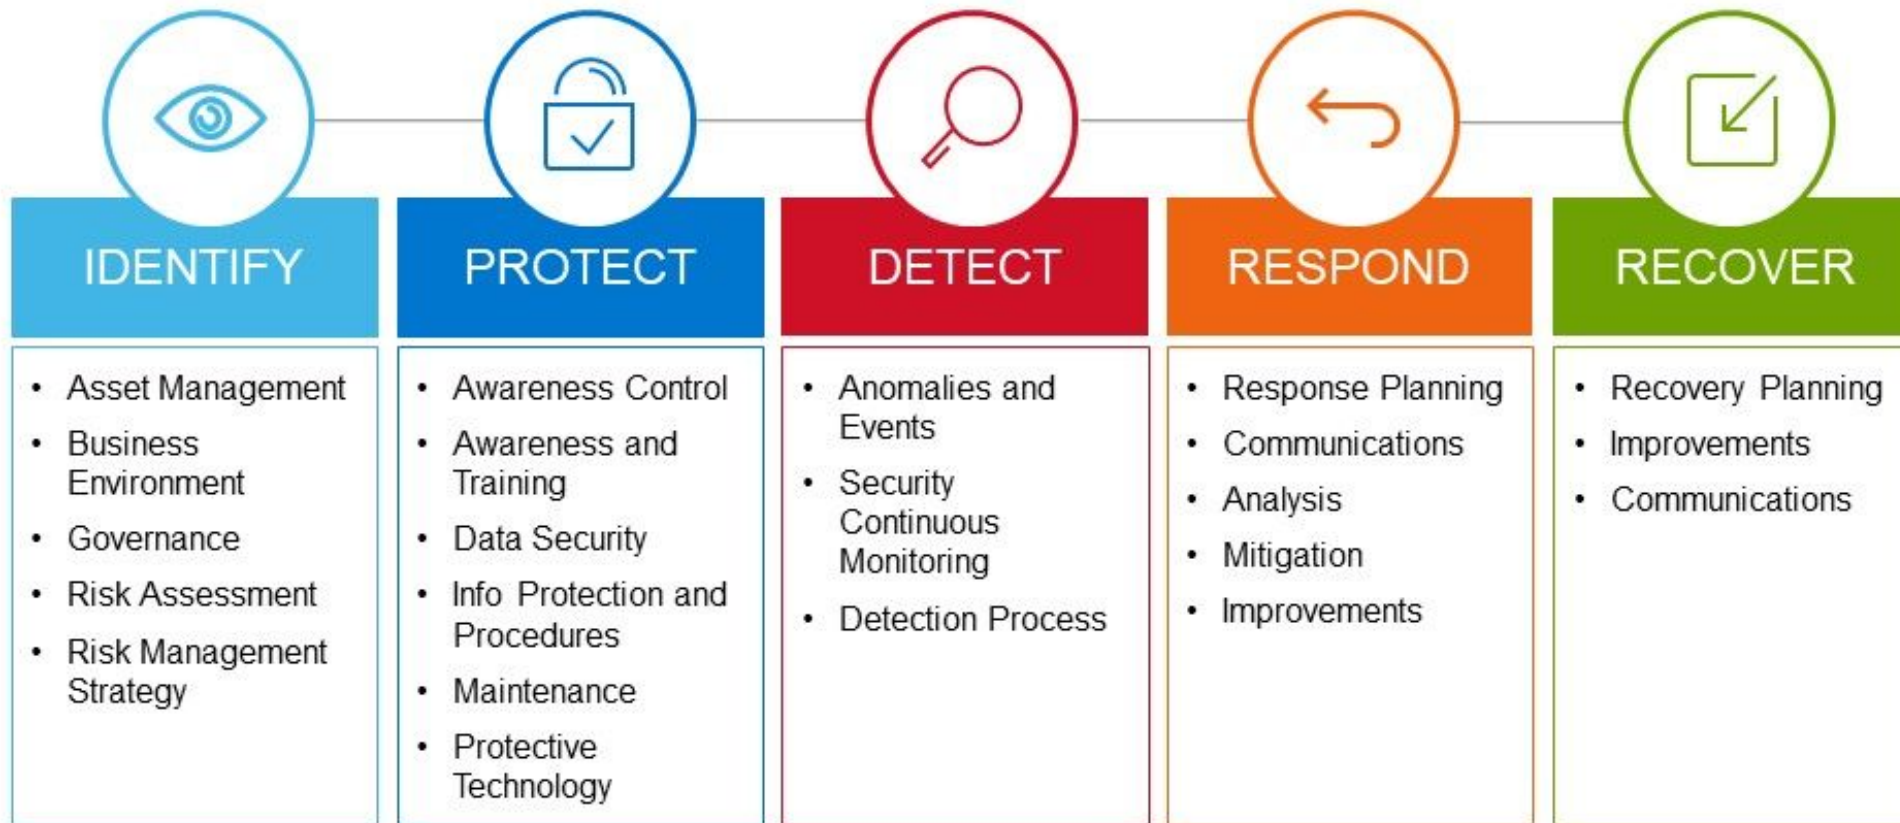 IDENTIFY
• Asset Management
• Business
Environment
• Governance
• Risk Assessment
• Risk Management
Strategy
PROTECT
• Awareness Control
• Awareness and
Training
• Data Security
• Info Protection and
Procedures
• Maintenance
• Protective
Technology
DETECT
• Anomalies and
Events
• Security
Continuous
Monitoring
• Detection Process
RESPOND
• Response Planning
• Communications
• Analysis
• Mitigation
• Improvements
RECOVER
• Recovery Planning
• Improvements
• Communications